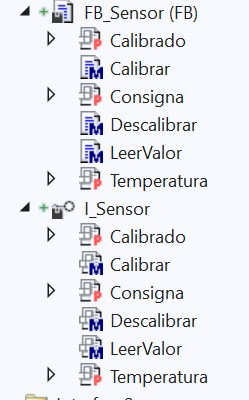 FB_Sensor (FB)
Calibrado
Calibrar
Consigna
Descalibrar
LeerValor
Temperatura
I_Sensor
Calibrado
Calibrar
Consigna
Descalibrar
LeerValor
Temperatura